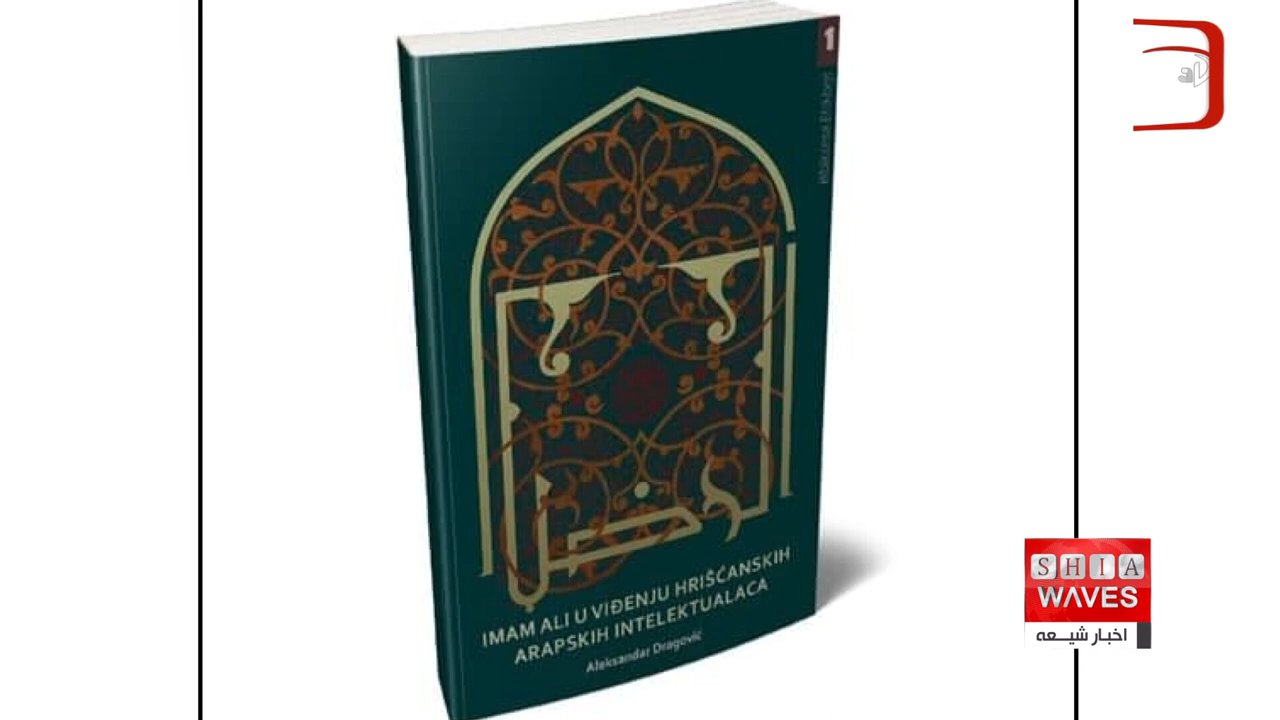 1
IMAM ALI U VIĐENJU HRIŠĆANSKIH
ARAPSKIH INTELEKTUALACA
Aleksandar Dragović
SHIA
WAVES
اخبار شیعه